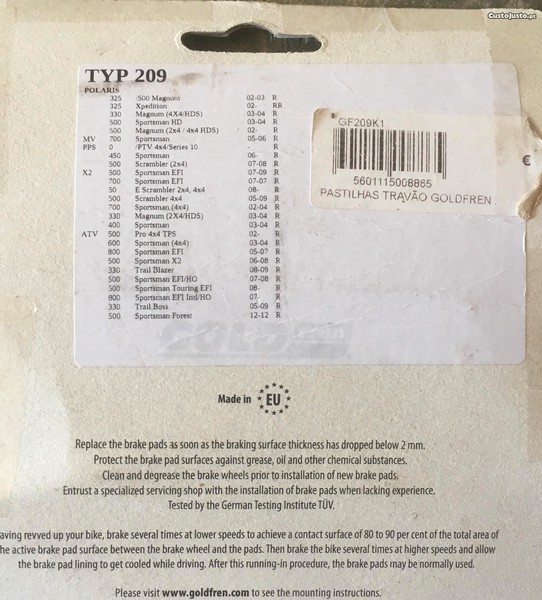 CustoJusto.pt
TYP 209
POLARIS
325 /500 Magnum 02-03 R
325 Xpedition 02- RR
330 Magnum (4X4/HDS) 03-04 R
500 Sportsman HD 03-04 R
500 Magnum (2x4 / 4x4 HDS) 02- R
MV 700 Sportsman 05-06 R
PPS 0 /PTV 4x4/Series 10 - R
450 Sportsman 06- R
500 Scrambler (2x4) 07-08 R
X2 500 Sportsman EFI 07-09 R
700 Sportsman EFI 07-07 R
50 E Scrambler 2x4, 4x4 08- R
500 Scrambler 4x4 05-09 R
700 Sportsman (4x4) 02-04 R
330 Magnum (2X4/HDS) 03-04 R
400 Sportsman 03-04 R
ATV 500 Pro 4x4 TPS 02- R
600 Sportsman (4x4) 03-04 R
800 Sportsman EFI 05-07 R
500 Sportsman X2 06-08 R
330 Trail Blazer 08-09 R
500 Sportsman EFI/HO 07-08 R
500 Sportsman Touring EFI 08- R
800 Sportsman EFI Intl/HO 07- R
330 Trail Boss 05-09 R
500 Sportsman Forest 12-12 R
GF209K1
5601115008865
PASTILHAS TRAVÃO GOLDFREN
€
GOLD
Made in EU
Replace the brake pads as soon as the braking surface thickness has dropped below 2 mm.
Protect the brake pad surfaces against grease, oil and other chemical substances.
Clean and degrease the brake wheels prior to installation of new brake pads.
Entrust a specialized servicing shop with the installation of brake pads when lacking experience.
Tested by the German Testing Institute TÜV.
aving revved up your bike, brake several times at lower speeds to achieve a contact surface of 80 to 90 per cent of the total area of
he active brake pad surface between the brake wheel and the pads. Then brake the bike several times at higher speeds and allow
the brake pad lining to get cooled while driving. After this running-in procedure, the brake pads may be normally used.
Please visit www.goldfren.com to see the mounting instructions.